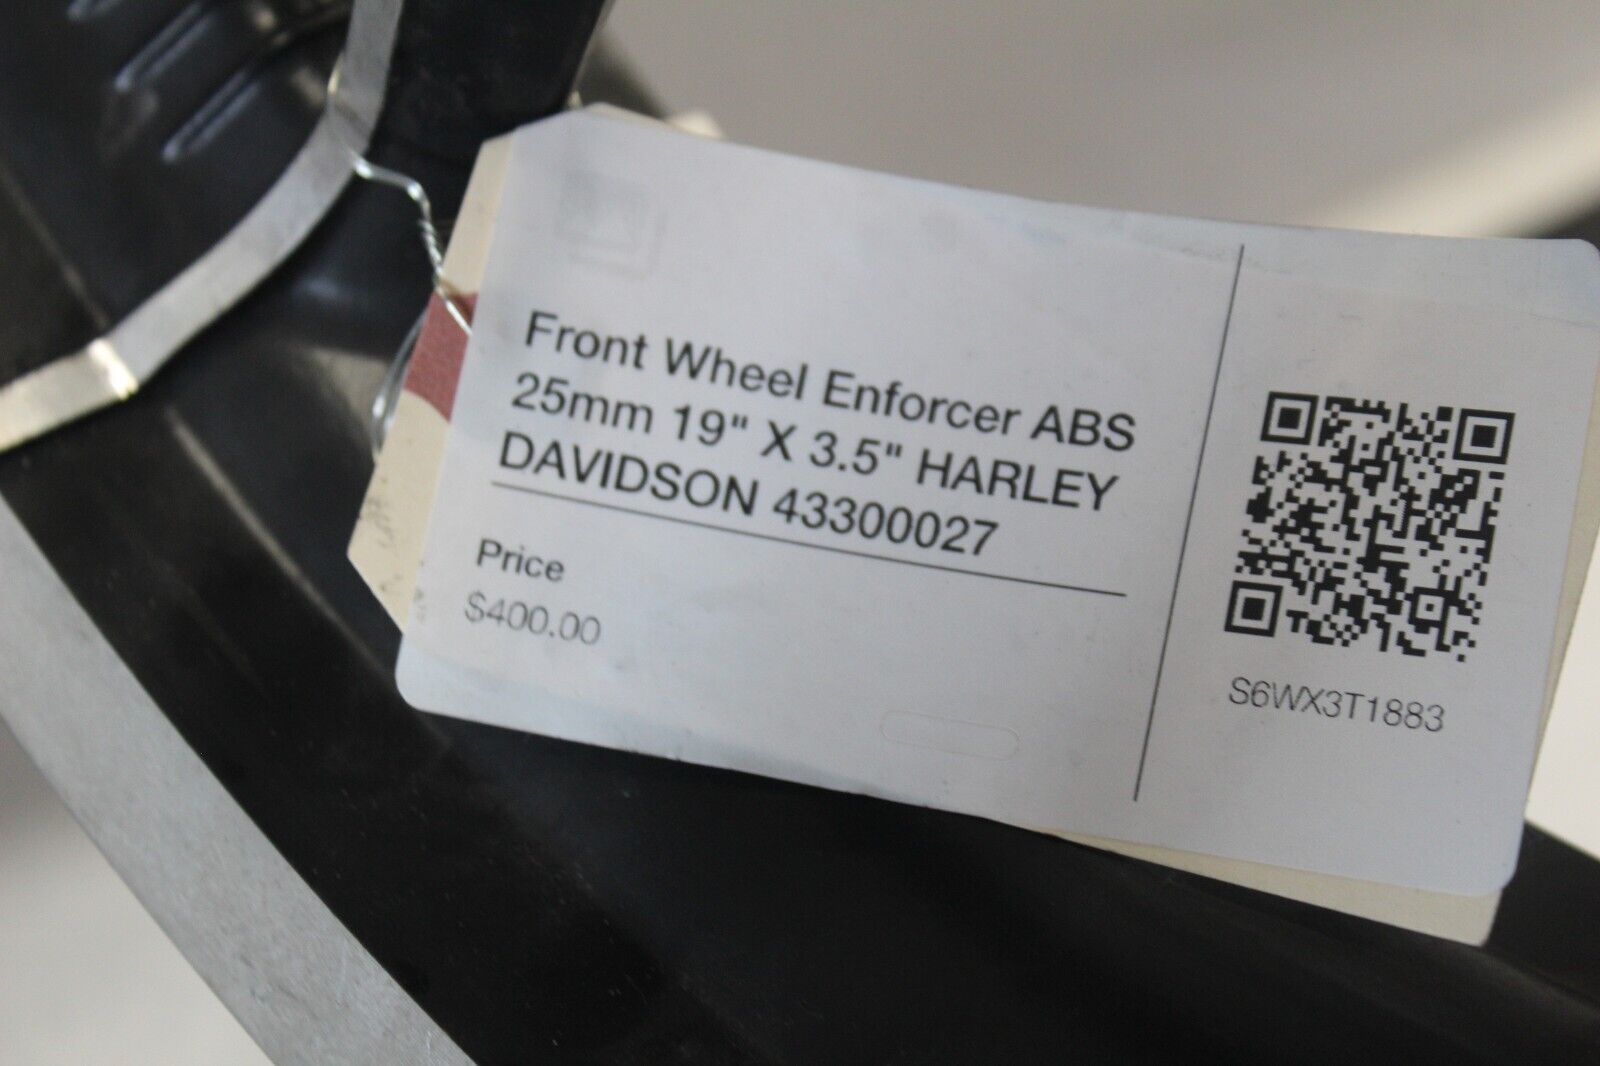 Front Wheel Enforcer ABS
25mm 19" X 3.5" HARLEY
DAVIDSON 43300027
Price
$400.00
S6WX3T1883